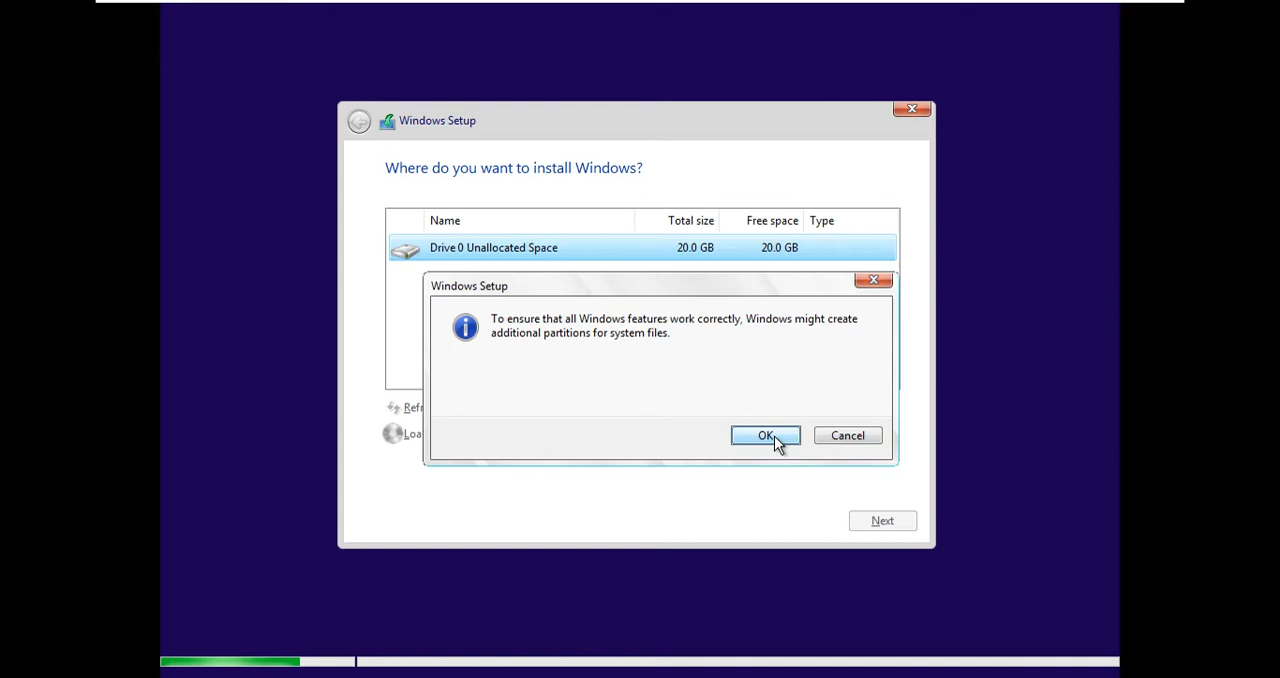 Windows Setup
Where do you want to install Windows?
Name Total size Free space Type
Drive 0 Unallocated Space 20.0 GB 20.0 GB
Windows Setup
To ensure that all Windows features work correctly, Windows might create
additional partitions for system files.
Refr
Loa
OK Cancel
Next